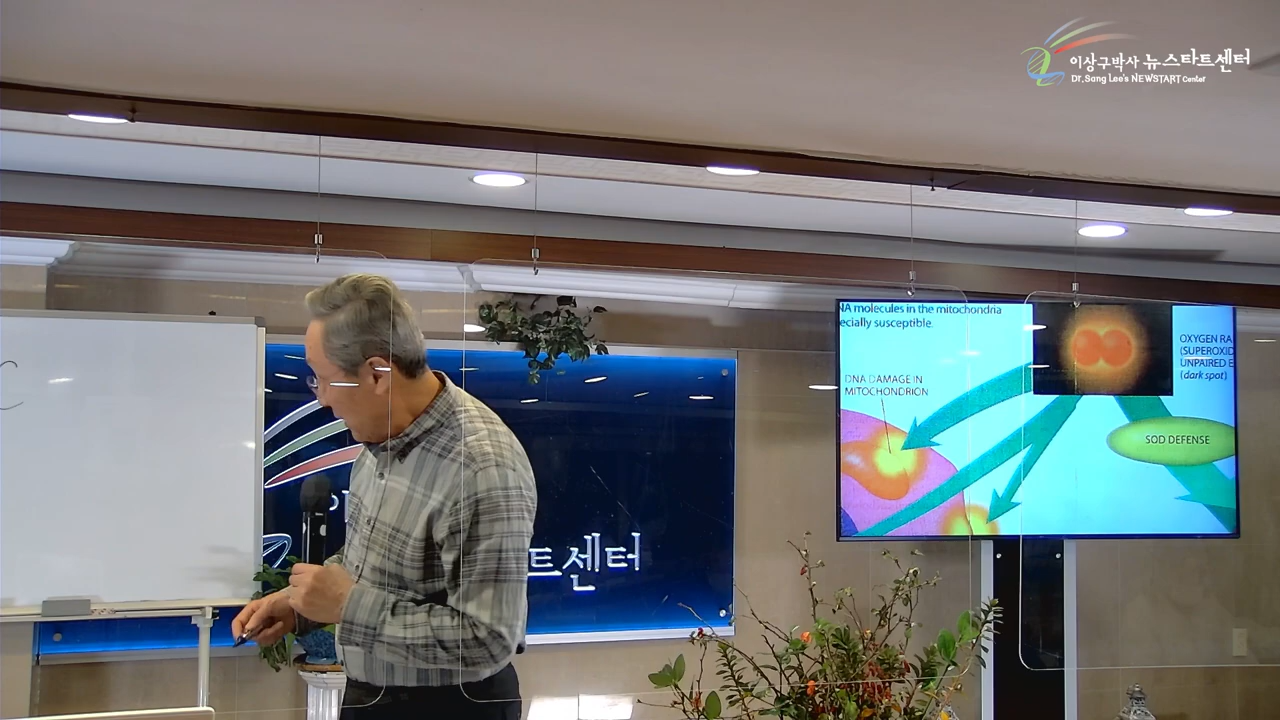 이상구박사 뉴스타트센터
Dr. Sang Lee's NEWSTART Center
NA molecules in the mitochondria
ecially susceptible.
DNA DAMAGE IN
MITOCHONDRION
OXYGEN RA
(SUPEROXID
UNPAIRED E
(dark spot)
SOD DEFENSE
트센터